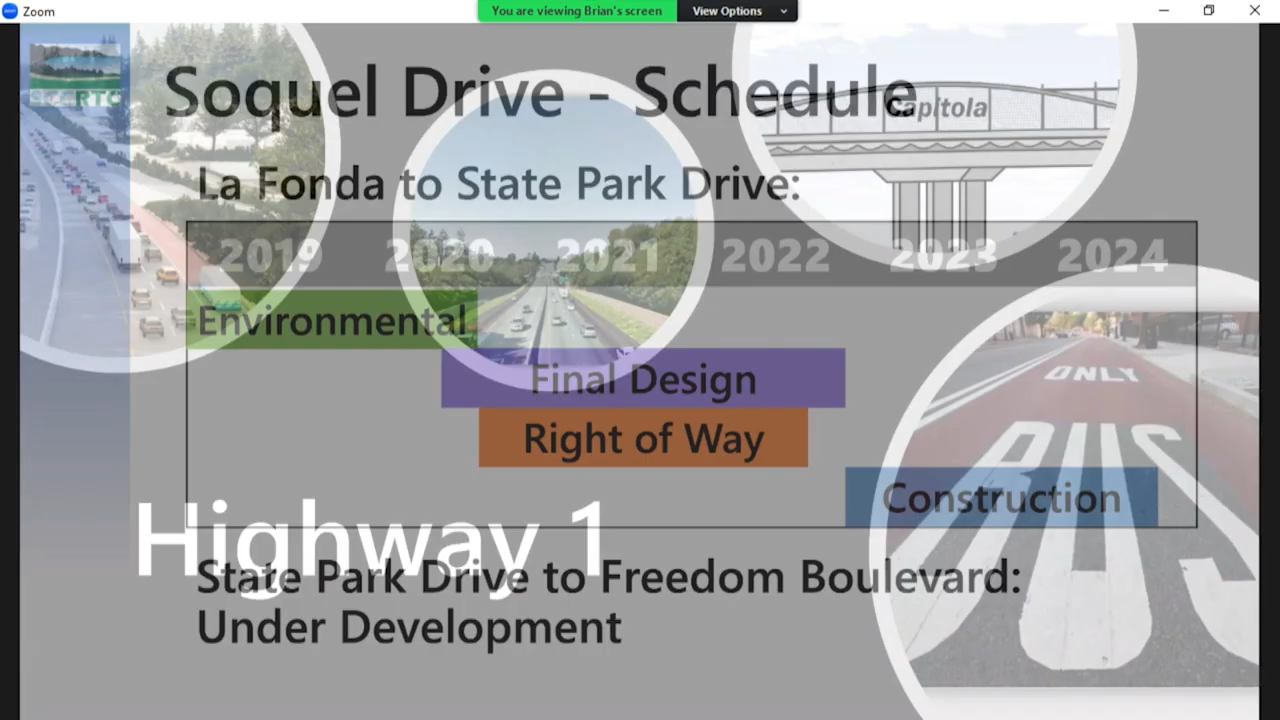 Zoom
You are viewing Brian's screen View Options
RTC
Soquel Drive - Schedule
Capitola
La Fonda to State Park Drive:
2019 2020 2021 2022 2023 2024
Environmental
Final Design
Right of Way
Construction
ONLY
BUS
Highway 1
State Park Drive to Freedom Boulevard:
Under Development